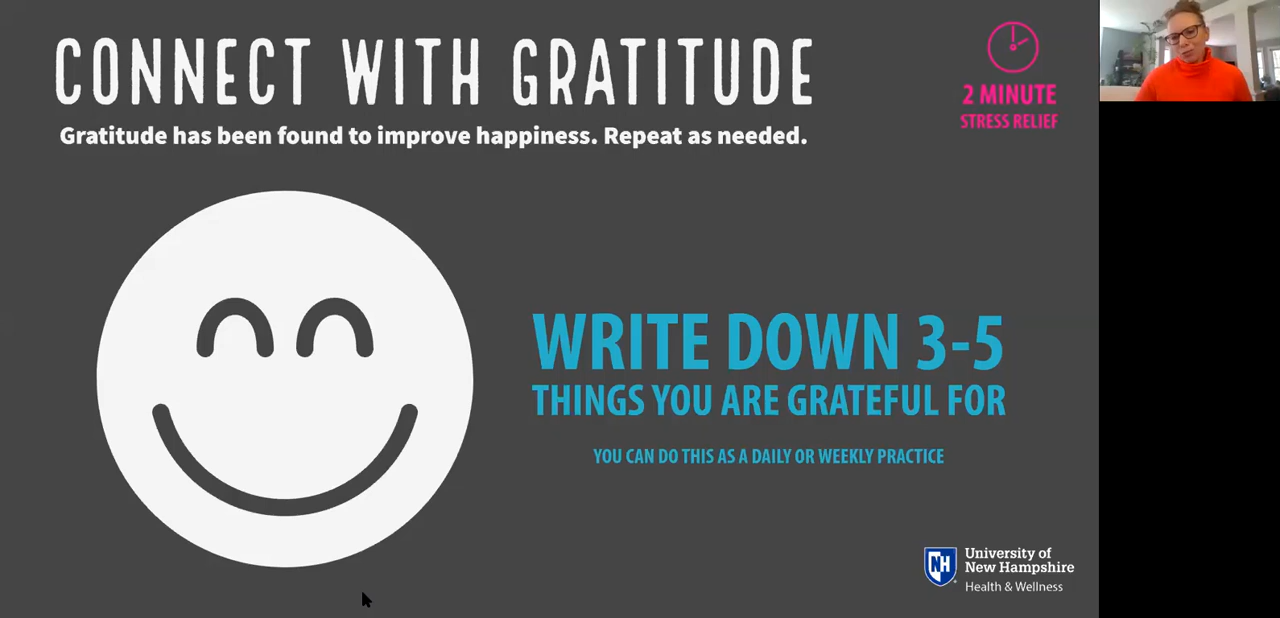 CONNECT WITH GRATITUDE
Gratitude has been found to improve happiness. Repeat as needed.
2 MINUTE
STRESS RELIEF
WRITE DOWN 3-5
THINGS YOU ARE GRATEFUL FOR
YOU CAN DO THIS AS A DAILY OR WEEKLY PRACTICE
NH
University of
New Hampshire
Health & Wellness